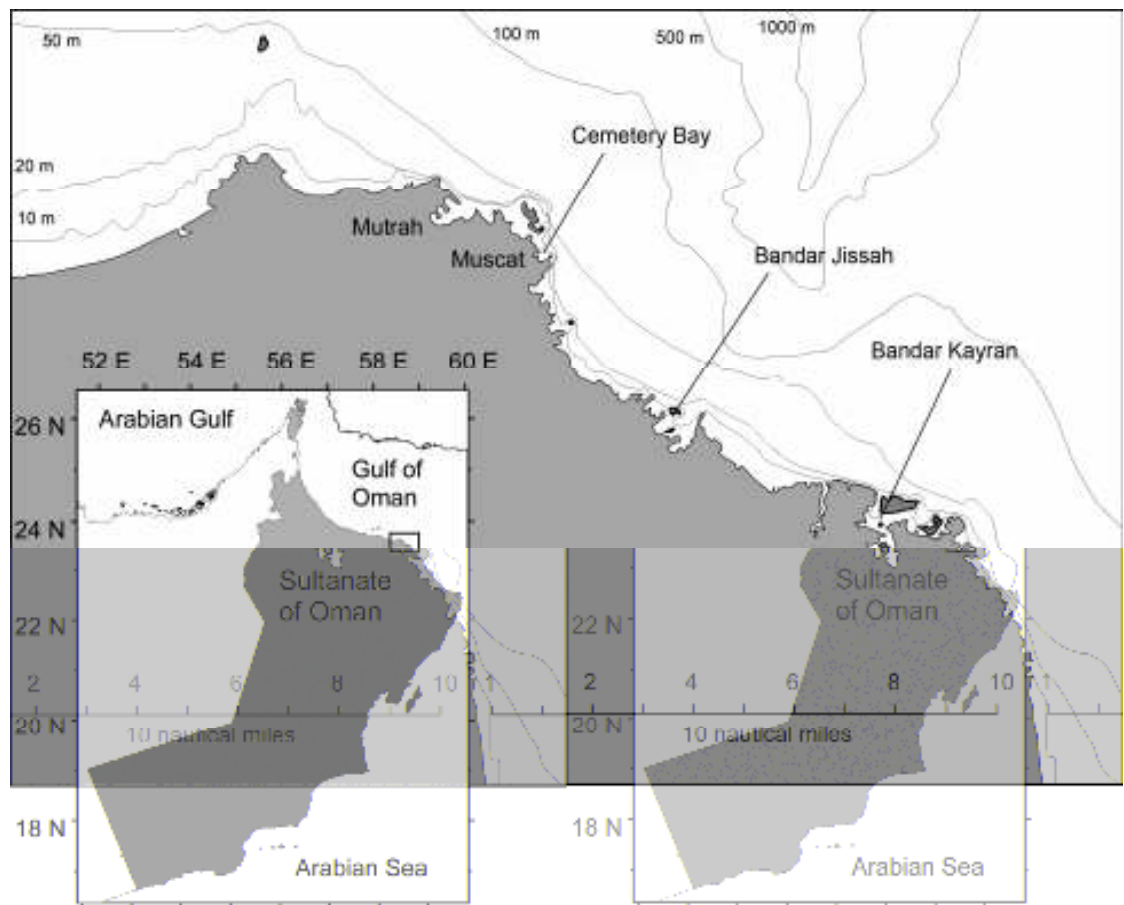 50 m
100 m
500 m
1000 m
Cemetery Bay
20 m
10 m
Mutrah
Muscat
Bandar Jissah
Bandar Kayran
52 E 54 E 56 E 58 E 60 E
Arabian Gulf
26 N
Gulf of
Oman
24 N
Sultanate
of Oman
Sultanate
of Oman
22 N
22 N
2 4 6 8 10 1 2 4 6 8 10 1
20 N
20 N
10 nautical miles
10 nautical miles
18 N
18 N
Arabian Sea
Arabian Sea